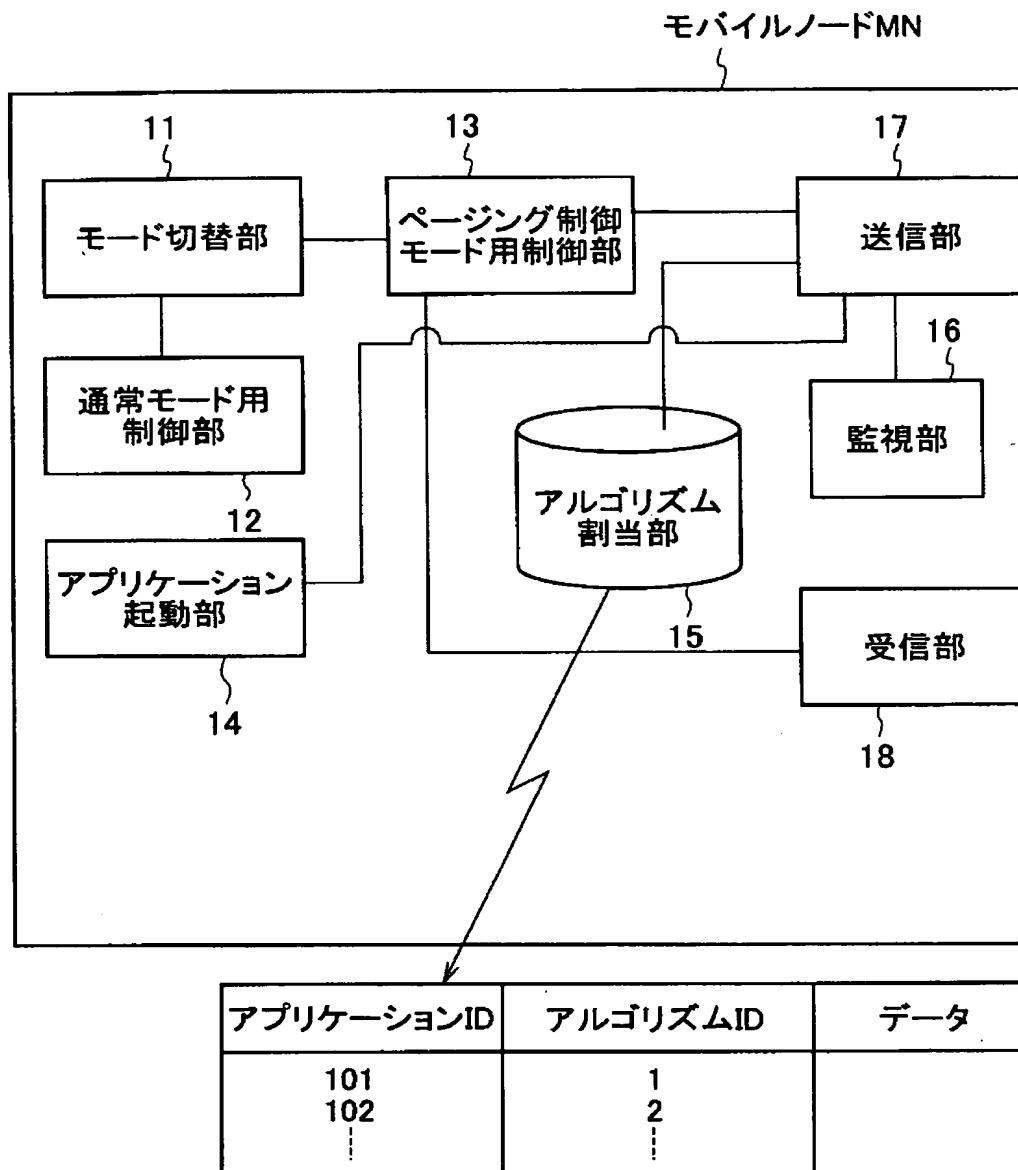 モバイルノードMN
11
13
17
モード切替部
ページング制御
モード用制御部
送信部
16
通常モード用
制御部
監視部
12
アルゴリズム
割当部
アプリケーション
起動部
15
受信部
14
18
アプリケーションID
アルゴリズムID
データ
101
1
102
2